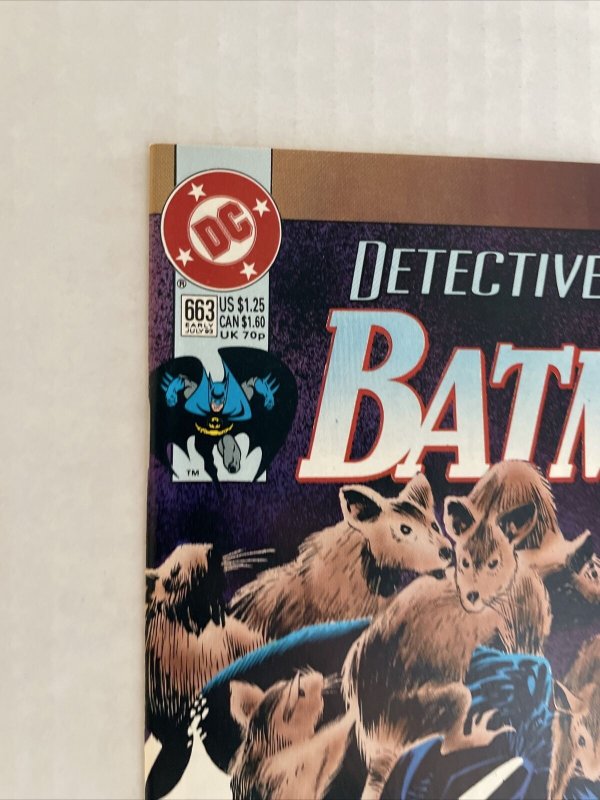 DC
®
663
EARLY
JULY 93
US $1.25
CAN $1.60
UK 70p
TM
DETECTIVE
BATM